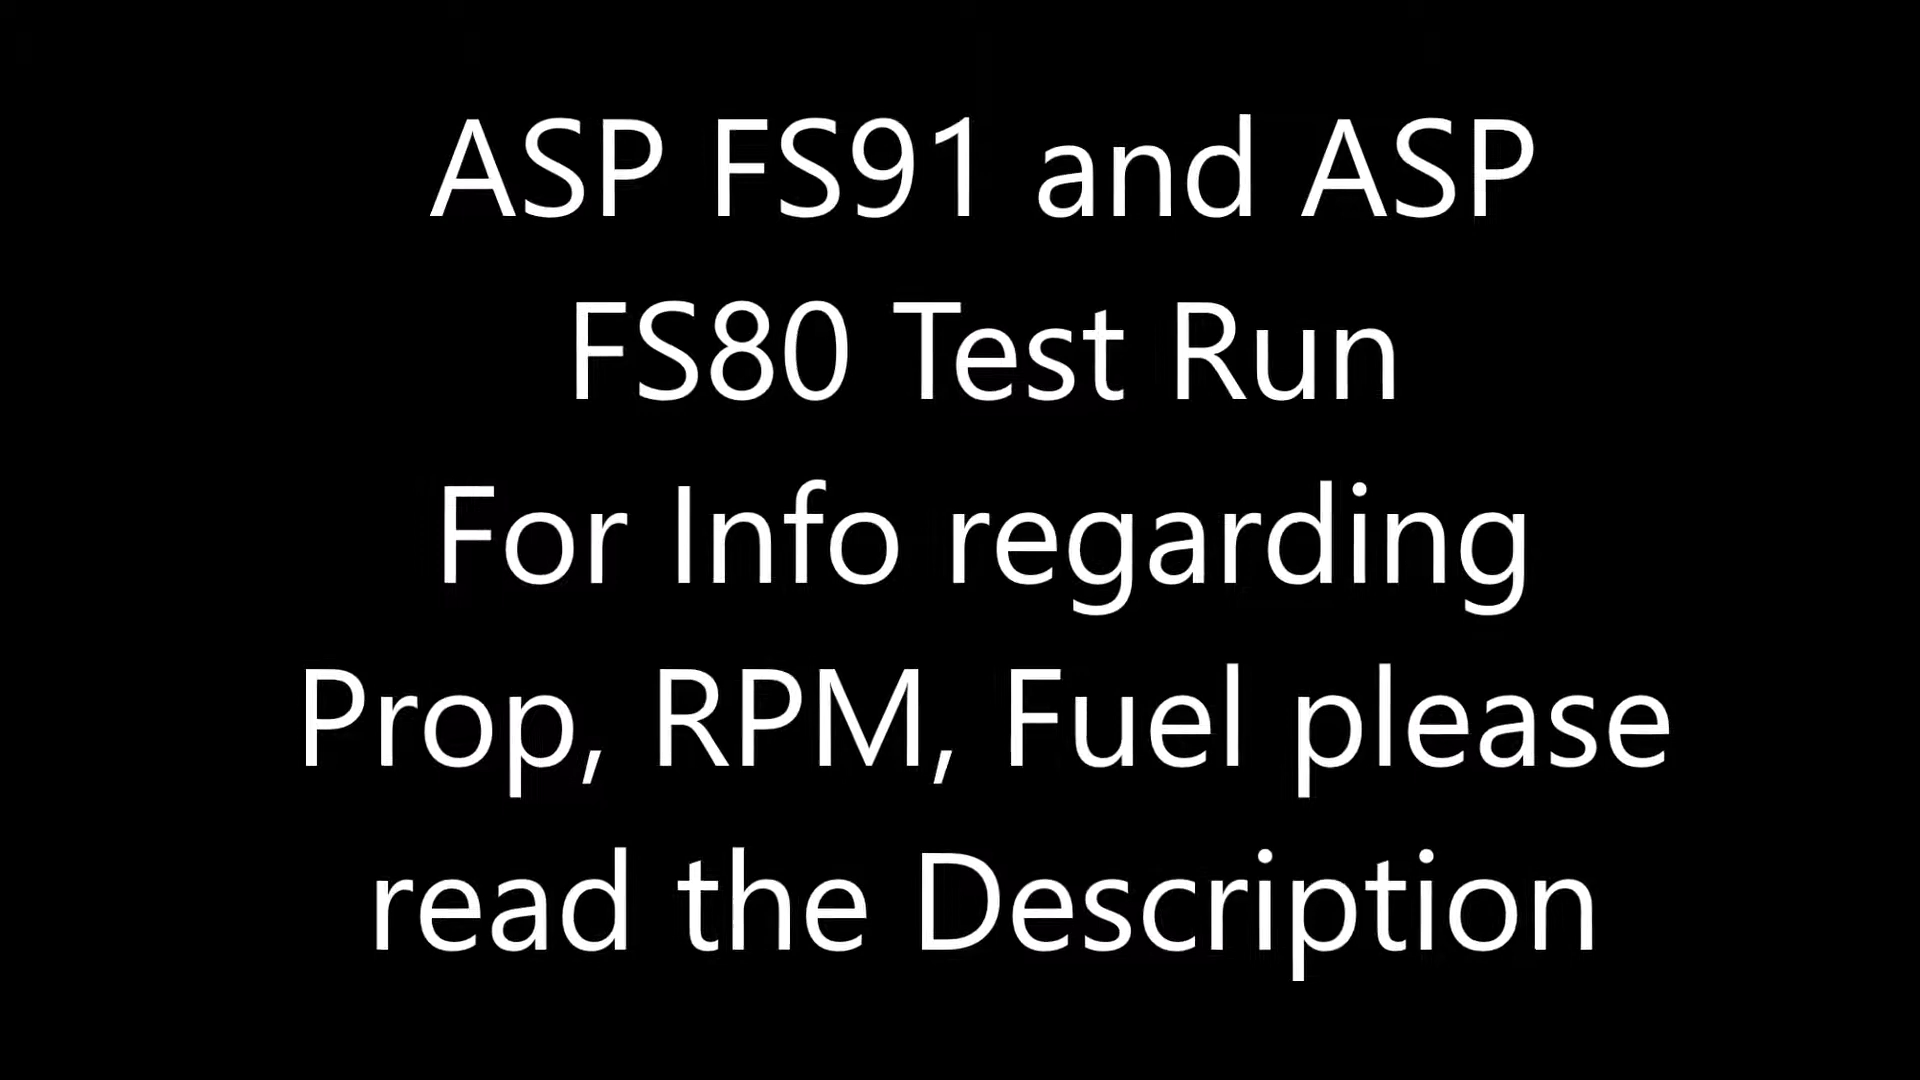 ASP FS91 and ASP
FS80 Test Run
For Info regarding
Prop, RPM, Fuel please
read the Description